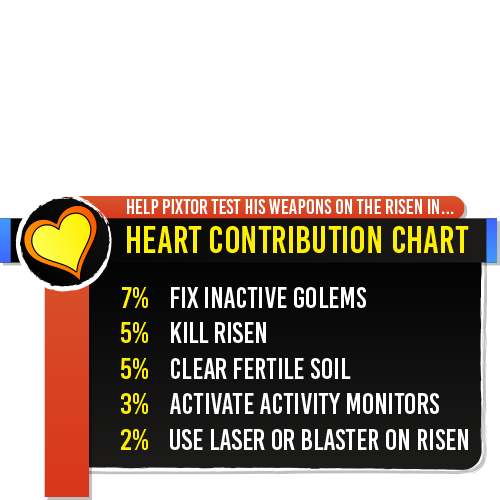 HELP PIXTOR TEST HIS WEAPONS ON THE RISEN IN...
HEART CONTRIBUTION CHART
7% FIX INACTIVE GOLEMS
5% KILL RISEN
5% CLEAR FERTILE SOIL
3% ACTIVATE ACTIVITY MONITORS
2% USE LASER OR BLASTER ON RISEN